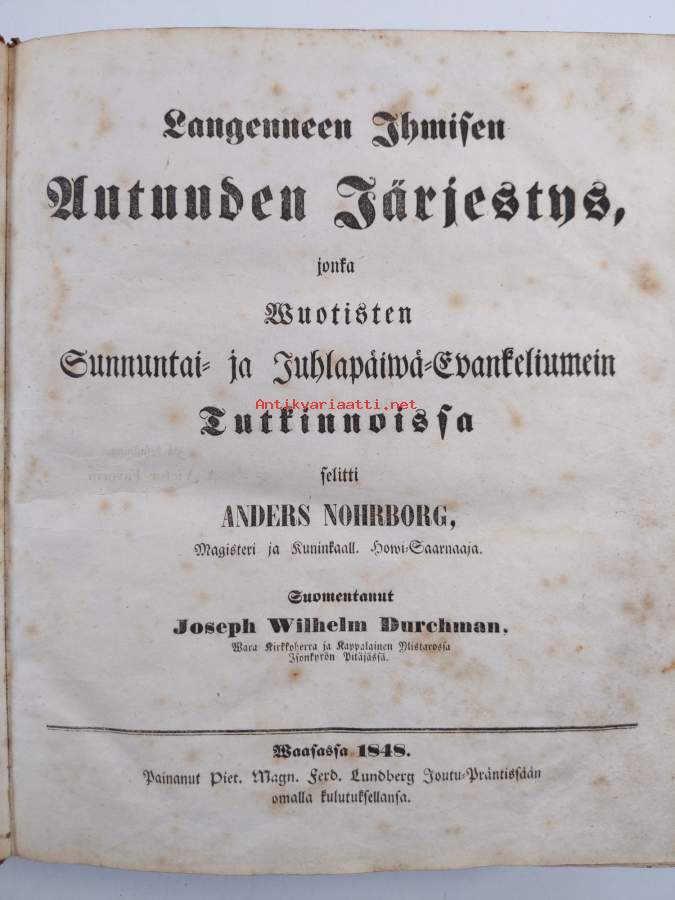 Langenneen Ihmisen
Autuuden Järjestys,
jonka
Wuotisten
Sunnuntai- ja Juhlapäiwä-Evankeliumein
Antikvariaatti.net
Tutkinnoissa
selitti
ANDERS NOHRBORG,
Magisteri ja Kuninkaall. Howi-Saarnaaja.
Suomentanut
Joseph Wilhelm Durchman,
Wara Kirkkoherra ja Kappalainen Ylistarossa
Isonkyrön Pitäjässä.
Waasassa 1848.
Painanut Piet. Magn. Ferd. Lundberg Joutu-Präntissään
omalla kulutuksellansa.